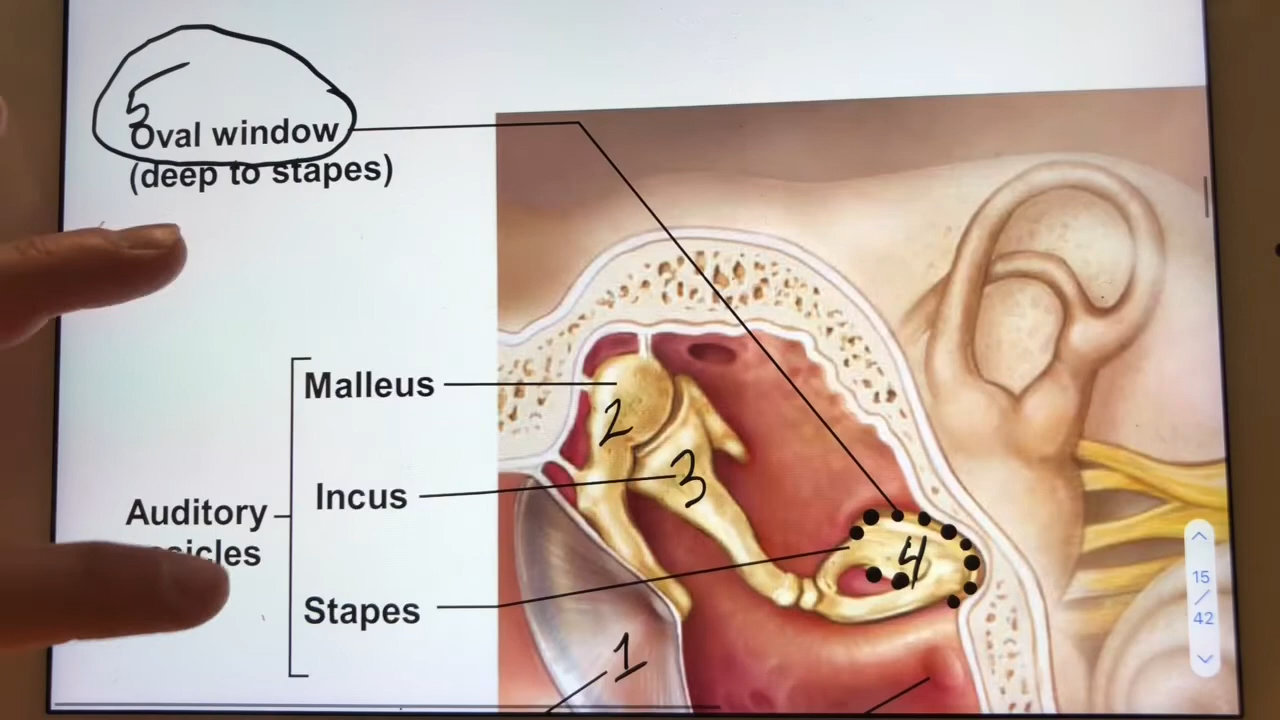 5
Oval window
(deep to stapes)
Malleus
2
Incus
3
Auditory
Stapes
4
1
15
/
42